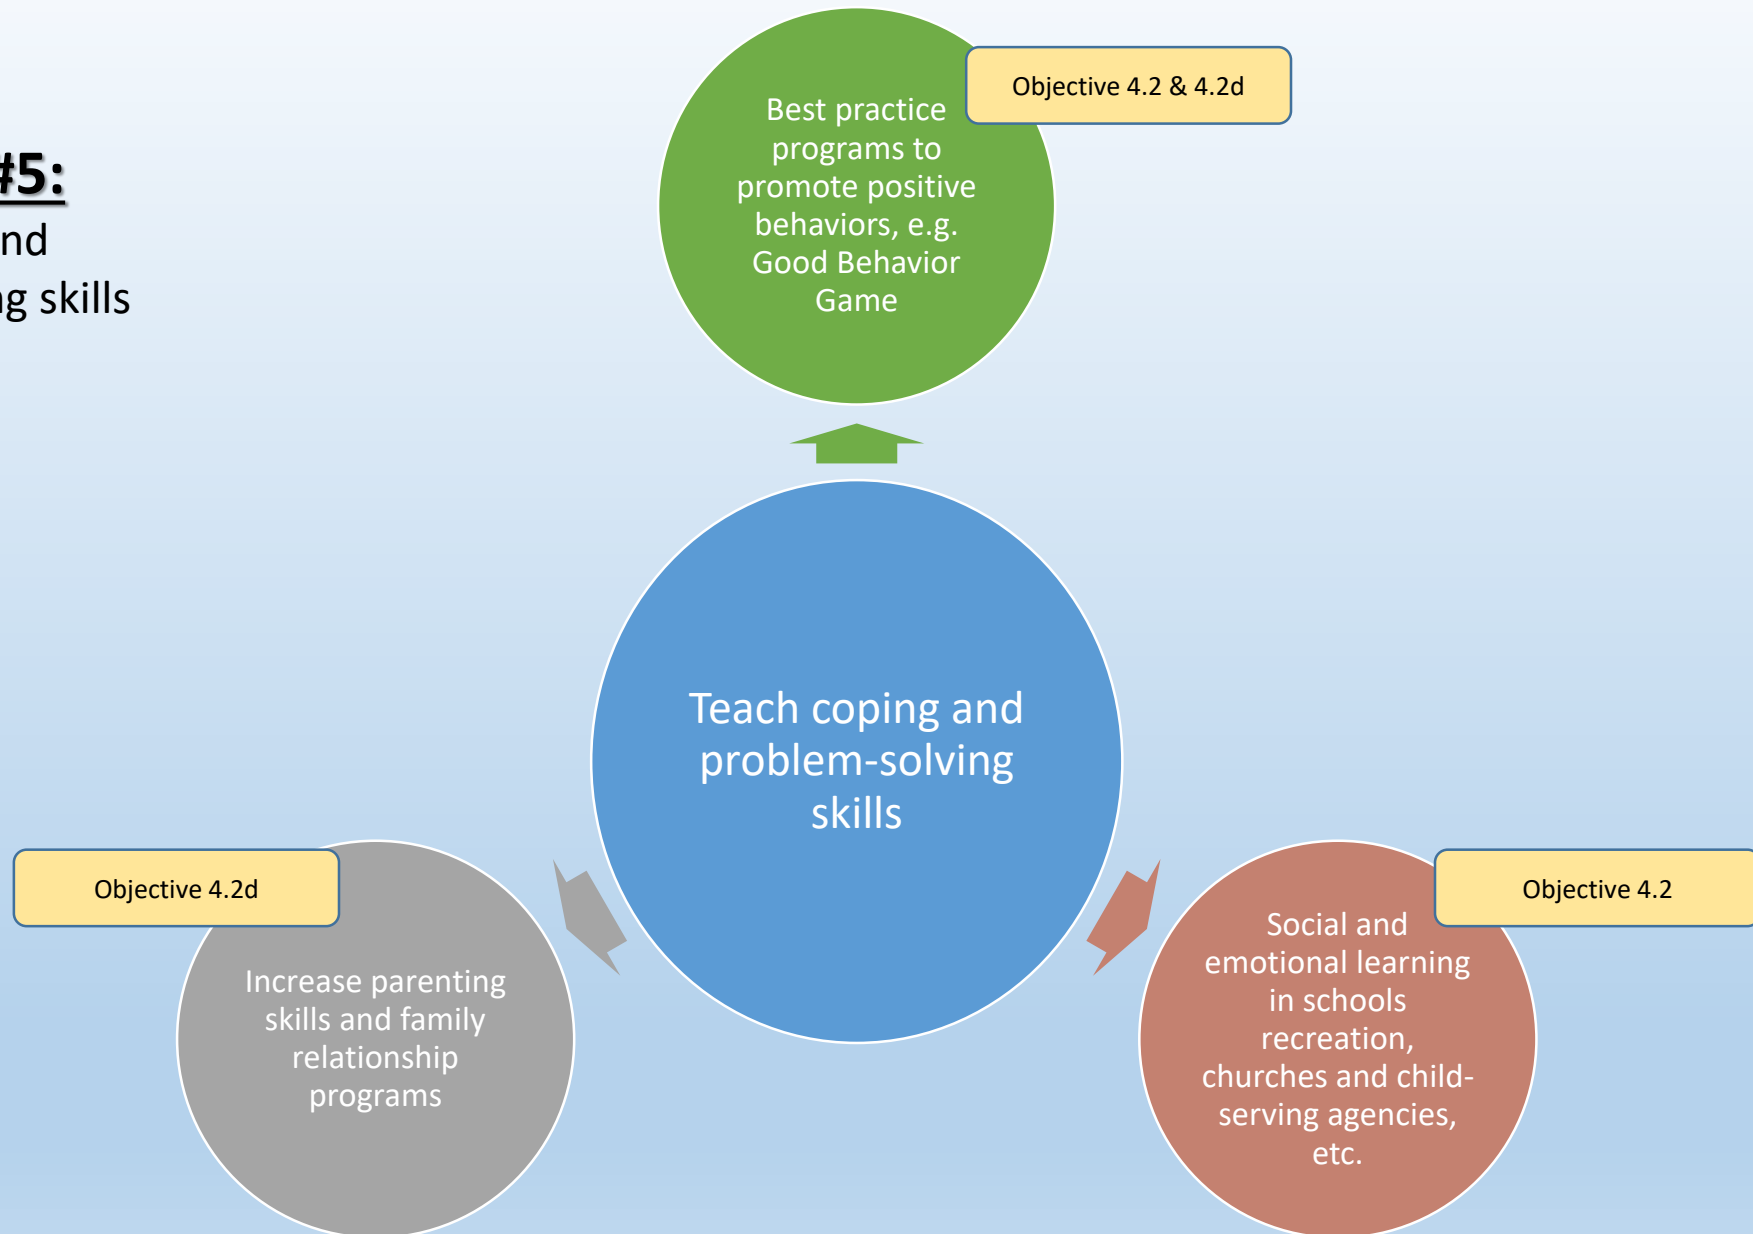 #5:
nd
ng skills
Objective 4.2 & 4.2d
Best practice
programs to
promote positive
behaviors, e.g.
Good Behavior
Game
Teach coping and
problem-solving
skills
Objective 4.2d
Increase parenting
skills and family
relationship
programs
Objective 4.2
Social and
emotional learning
in schools
recreation,
churches and child-
serving agencies,
etc.